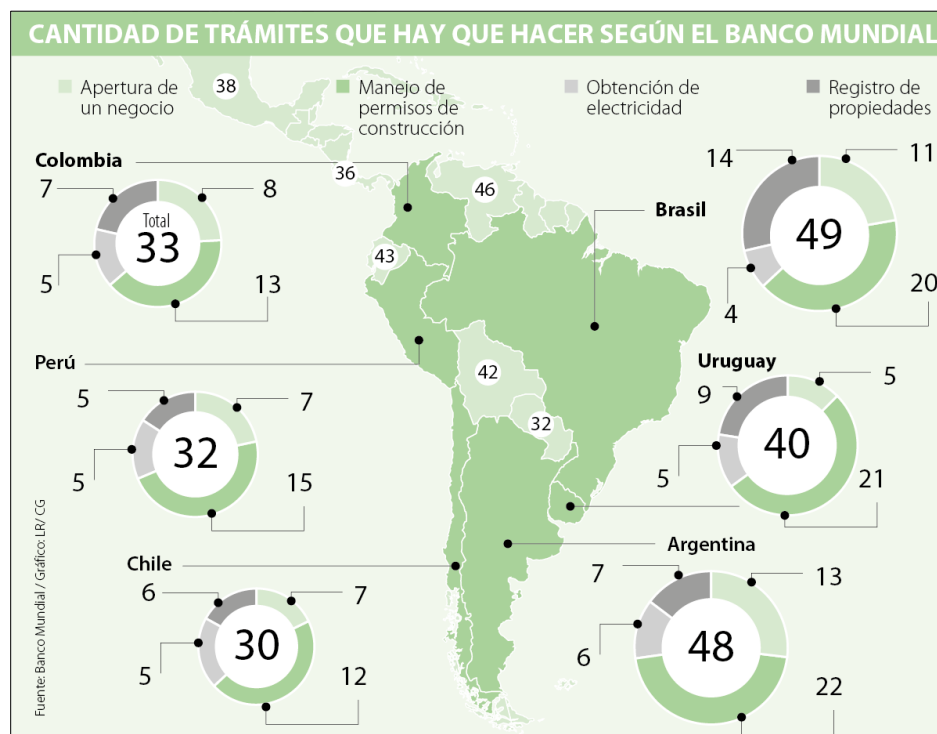 CANTIDAD DE TRÁMITES QUE HAY QUE HACER SEGÚN EL BANCO MUNDIAL
Apertura de
un negocio
Manejo de
permisos de
construcción
Obtención de
electricidad
Registro de
propiedades
38
36
46
43
42
32
Colombia
7
8
Total
33
5
13
Brasil
14
11
49
4
20
Perú
5
7
32
5
15
Uruguay
9
5
40
5
21
Chile
6
7
30
5
12
Argentina
7
13
48
6
22
Fuente: Banco Mundial / Gráfico: LR/ CG